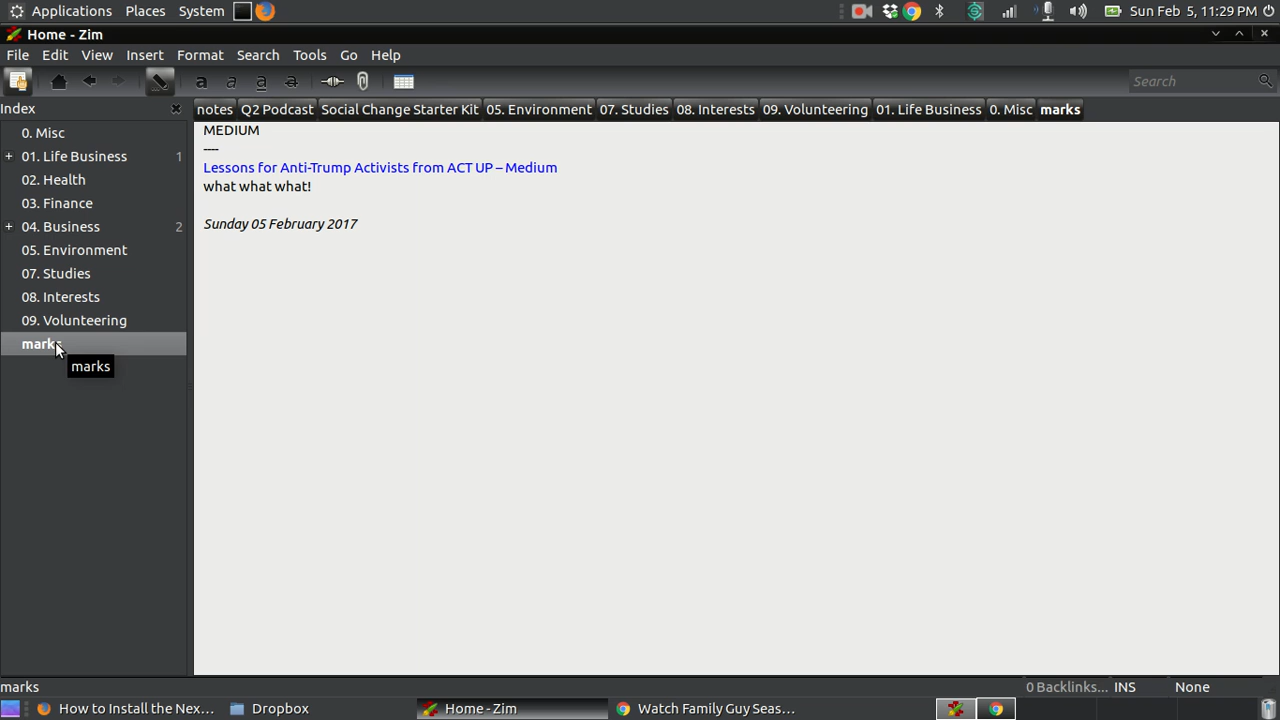 Applications Places System Sun Feb 5, 11:29 PM
Home - Zim
File Edit View Insert Format Search Tools Go Help
a a a a Search
Index notes Q2 Podcast Social Change Starter Kit 05. Environment 07. Studies 08. Interests 09. Volunteering 01. Life Business 0. Misc marks
0. Misc
01. Life Business 1
02. Health
03. Finance
04. Business 2
05. Environment
07. Studies
08. Interests
09. Volunteering
marks
marks
MEDIUM
----
Lessons for Anti-Trump Activists from ACT UP – Medium
what what what!
Sunday 05 February 2017
marks 0 Backlinks... INS None
How to Install the Nex... Dropbox Home - Zim Watch Family Guy Seas...